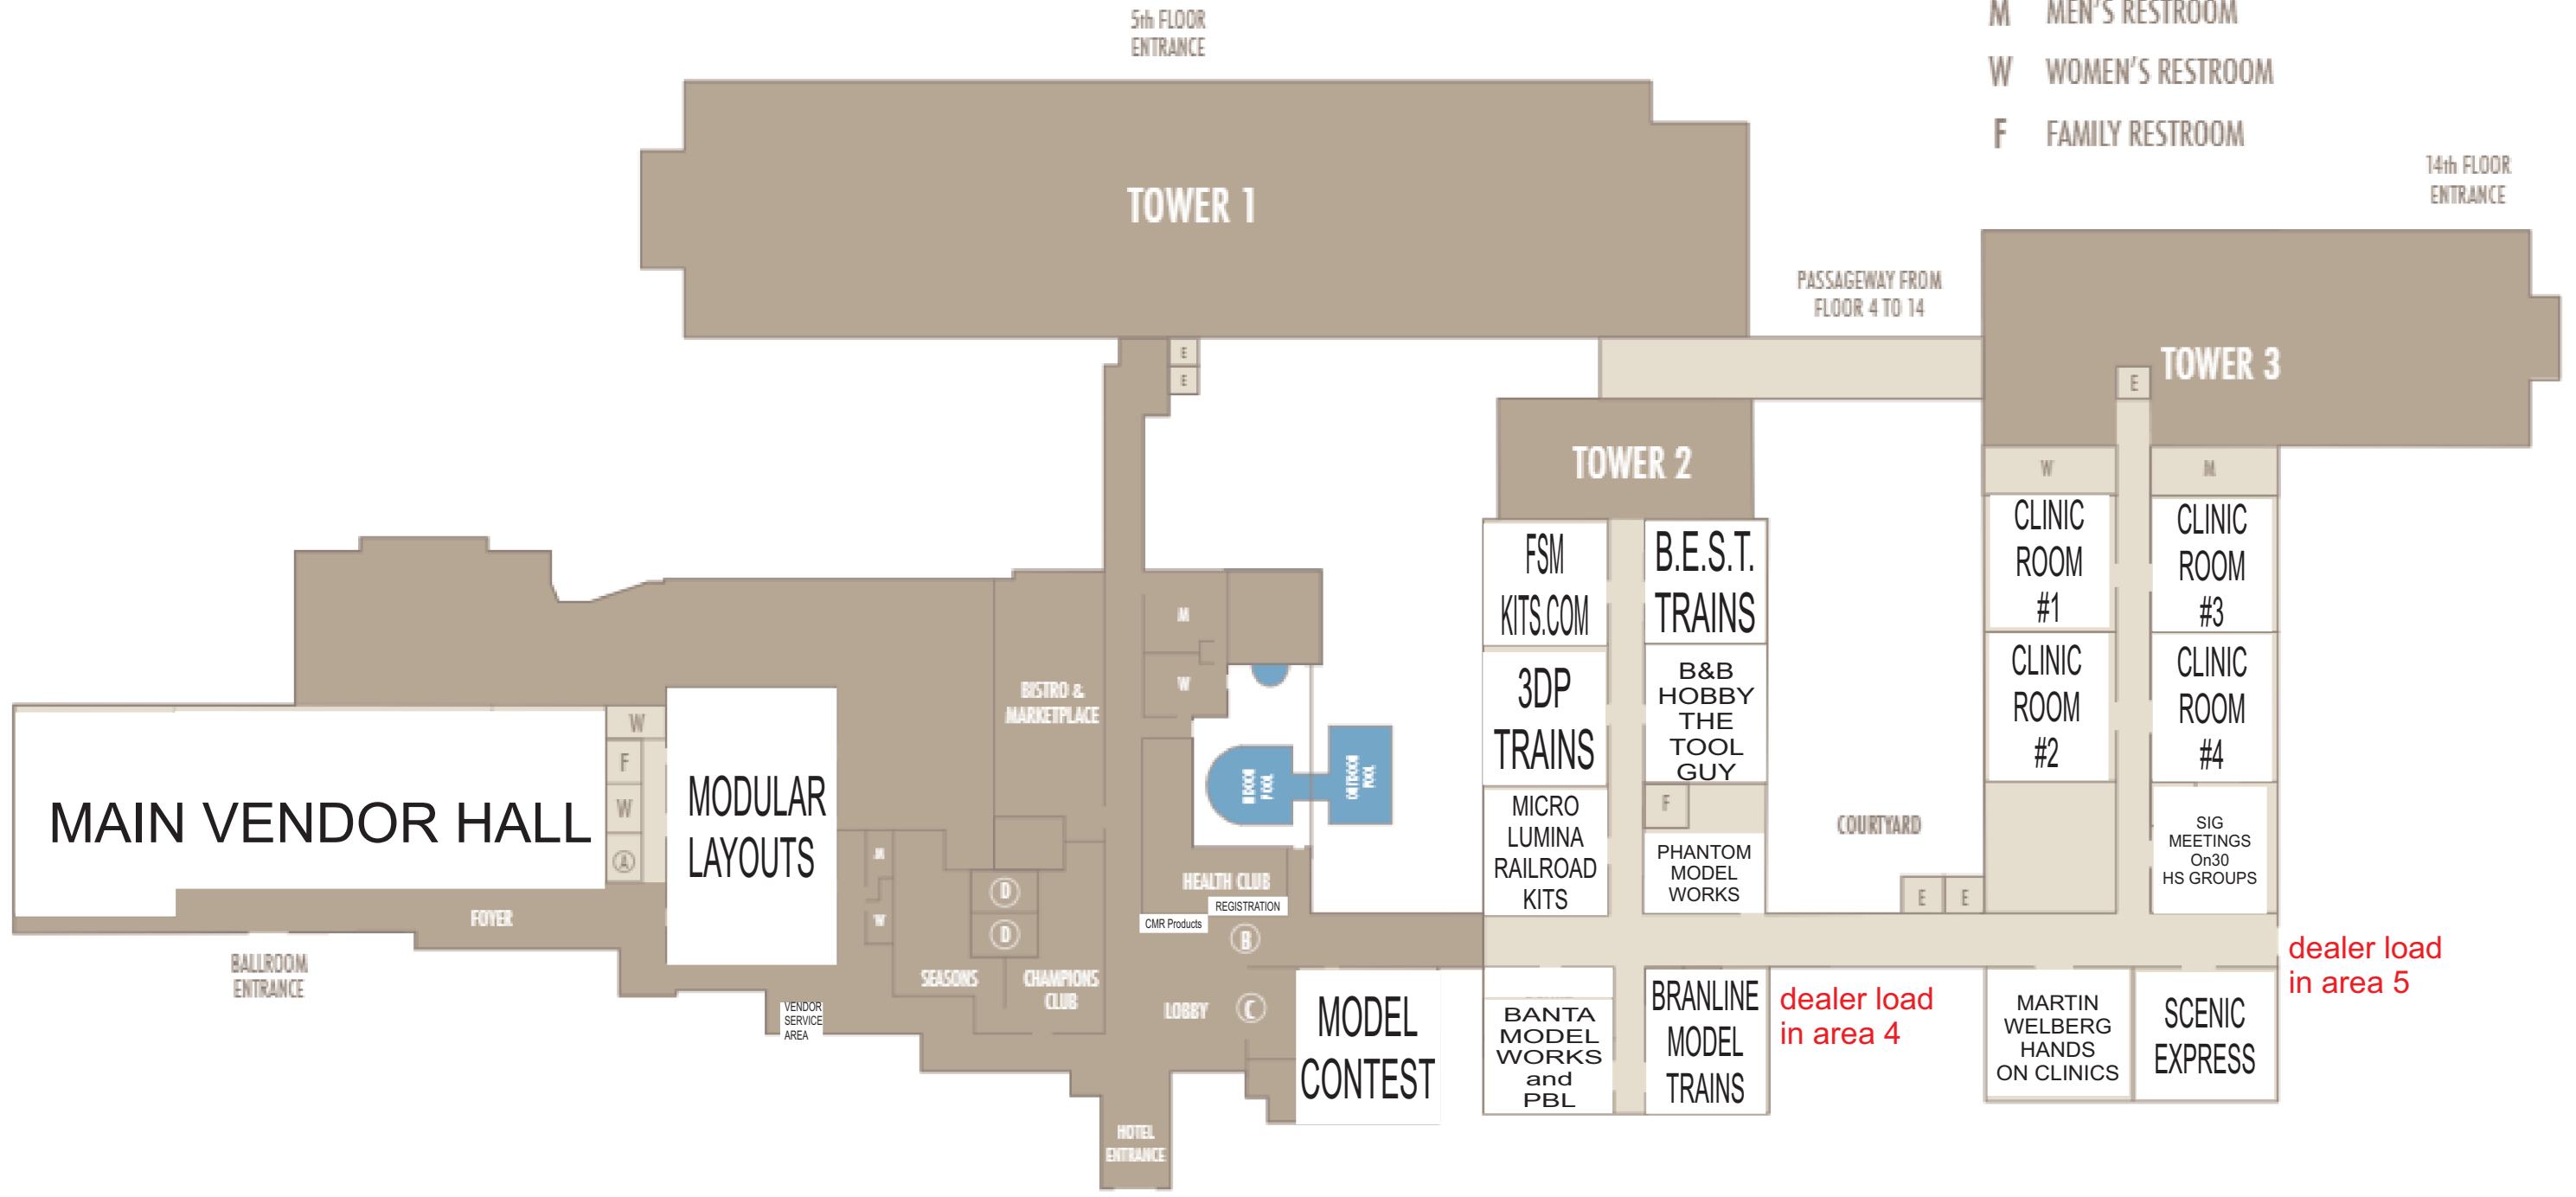 5th FLOOR
ENTRANCE
M MEN'S RESTROOM
W WOMEN'S RESTROOM
F FAMILY RESTROOM
14th FLOOR
ENTRANCE
TOWER 1
PASSAGEWAY FROM
FLOOR 4 TO 14
E
E
TOWER 3
E
TOWER 2
W
M
FSM
KITS.COM
B.E.S.T.
TRAINS
CLINIC
ROOM
#1
CLINIC
ROOM
#3
3DP
TRAINS
B&B
HOBBY
THE
TOOL
GUY
CLINIC
ROOM
#2
CLINIC
ROOM
#4
M
W
BISTRO &
MARKETPLACE
INDOOR
POOL
OUTDOOR
POOL
MAIN VENDOR HALL
W
F
W
A
MODULAR
LAYOUTS
M
W
MICRO
LUMINA
RAILROAD
KITS
F
PHANTOM
MODEL
WORKS
COURTYARD
E
E
SIG
MEETINGS
On30
HS GROUPS
HEALTH CLUB
REGISTRATION
CMR Products
B
D
D
FOYER
BALLROOM
ENTRANCE
SEASONS
CHAMPIONS
CLUB
VENDOR
SERVICE
AREA
LOBBY
C
MODEL
CONTEST
BANTA
MODEL
WORKS
and
PBL
BRANLINE
MODEL
TRAINS
dealer load
in area 4
MARTIN
WELBERG
HANDS
ON CLINICS
SCENIC
EXPRESS
dealer load
in area 5
HOTEL
ENTRANCE